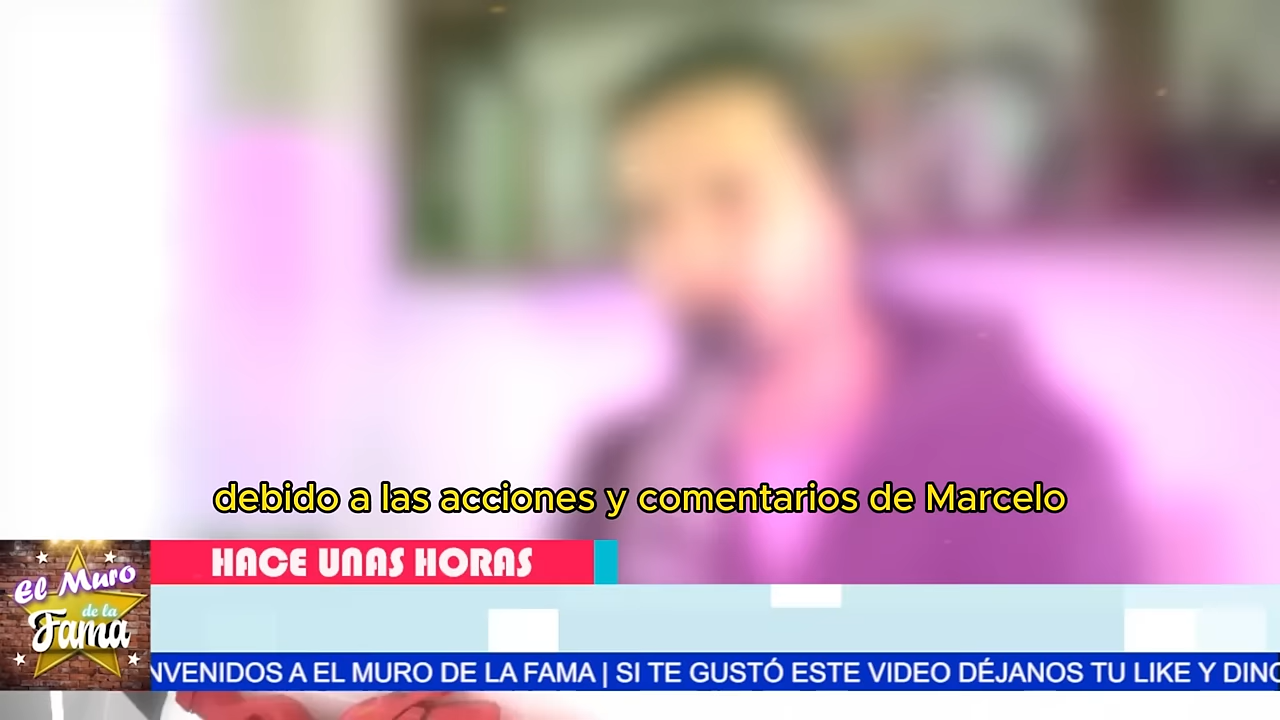 debido a las acciones y comentarios de Marcelo
HACE UNAS HORAS
El Muro
de la
Fama
NVENIDOS A EL MURO DE LA FAMA | SI TE GUSTÓ ESTE VIDEO DÉJANOS TU LIKE Y DINO